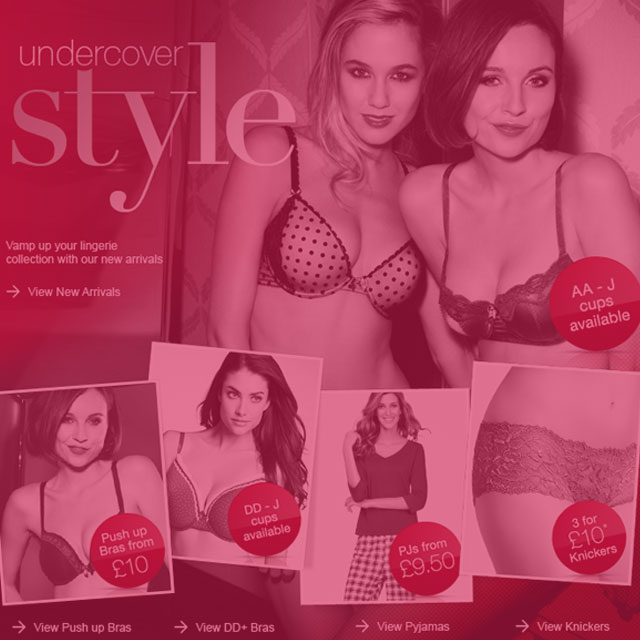 undercover
style
Vamp up your lingerie
collection with our new arrivals
→ View New Arrivals
AA - J
cups
available
Push up
Bras from
£10
DD - J
cups
available
PJs from
£9.50
3 for
£10*
Knickers
→ View Push up Bras
→ View DD+ Bras
→ View Pyjamas
→ View Knickers